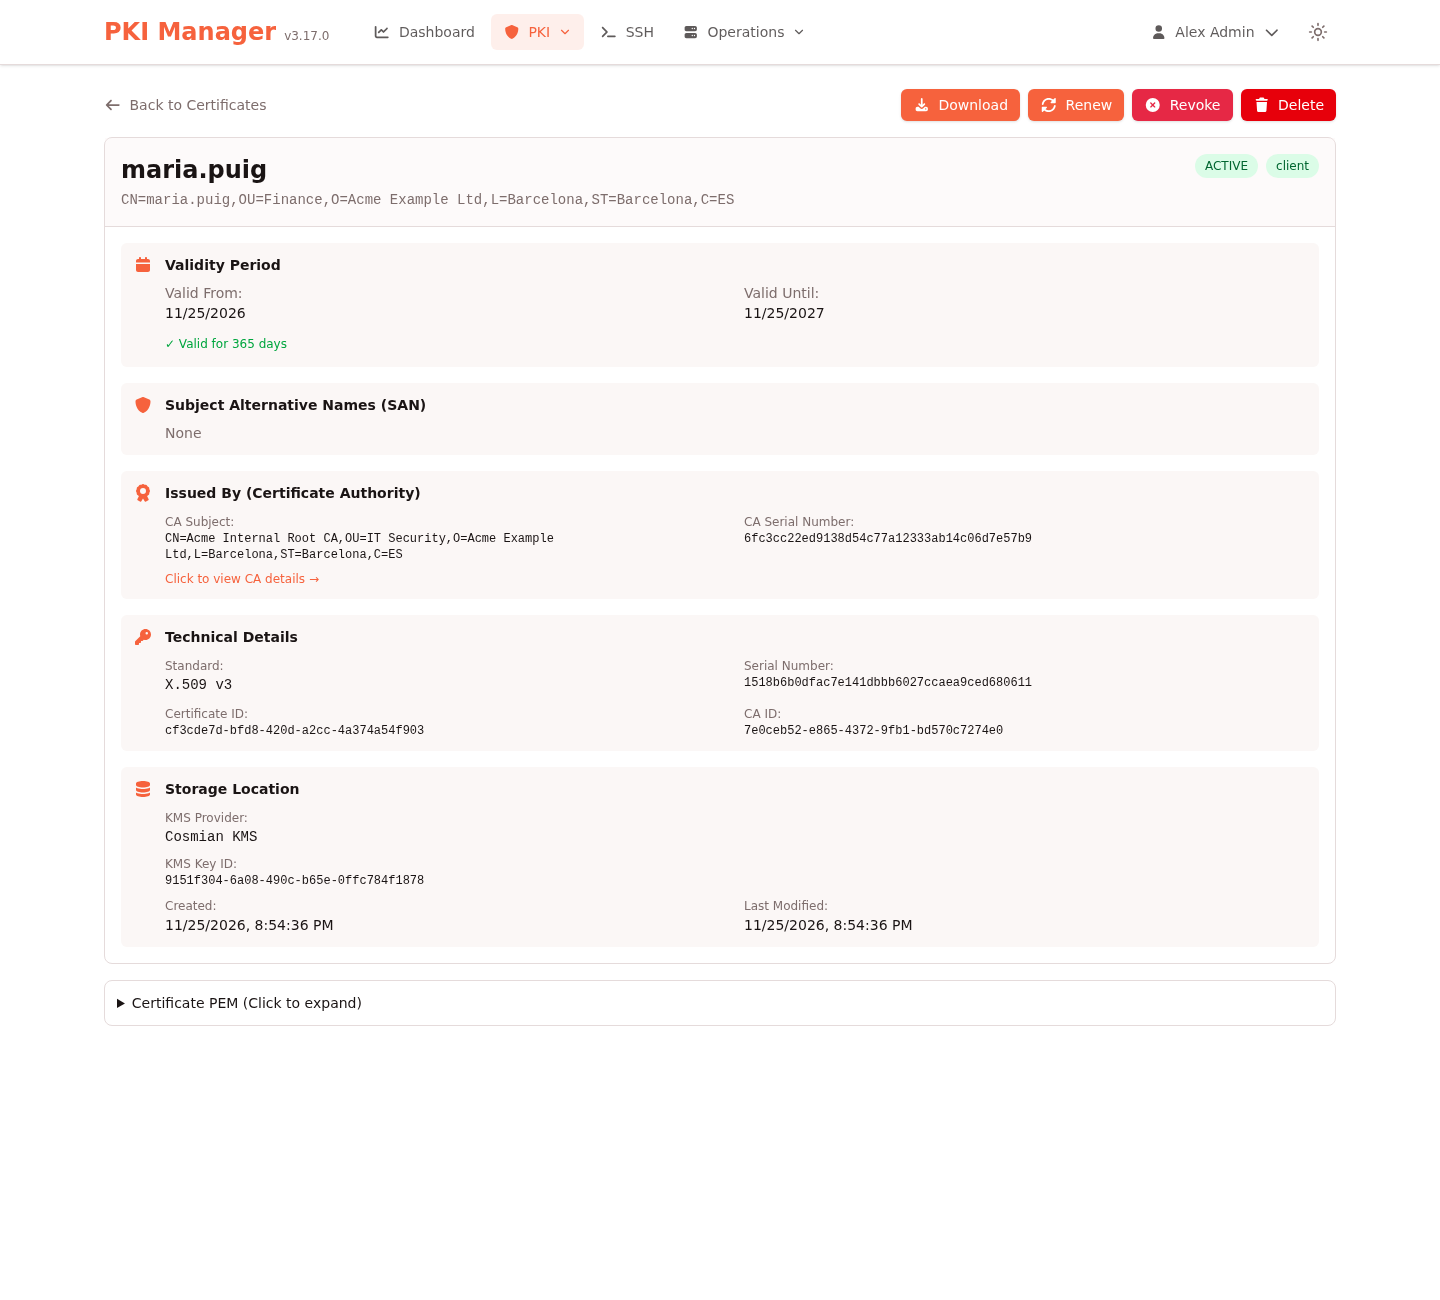 PKI Manager v3.17.0 Dashboard PKI SSH Operations Alex Admin
Back to Certificates Download Renew Revoke Delete
maria.puig ACTIVE client
CN=maria.puig,OU=Finance,O=Acme Example Ltd,L=Barcelona,ST=Barcelona,C=ES
Validity Period
Valid From: Valid Until:
11/25/2026 11/25/2027
✓ Valid for 365 days
Subject Alternative Names (SAN)
None
Issued By (Certificate Authority)
CA Subject: CA Serial Number:
CN=Acme Internal Root CA,OU=IT Security,O=Acme Example 6fc3cc22ed9138d54c77a12333ab14c06d7e57b9
Ltd,L=Barcelona,ST=Barcelona,C=ES
Click to view CA details →
Technical Details
Standard: Serial Number:
X.509 v3 1518b6b0dfac7e141dbbb6027ccaea9ced680611
Certificate ID: CA ID:
cf3cde7d-bfd8-420d-a2cc-4a374a54f903 7e0ceb52-e865-4372-9fb1-bd570c7274e0
Storage Location
KMS Provider:
Cosmian KMS
KMS Key ID:
9151f304-6a08-490c-b65e-0ffc784f1878
Created: Last Modified:
11/25/2026, 8:54:36 PM 11/25/2026, 8:54:36 PM
Certificate PEM (Click to expand)